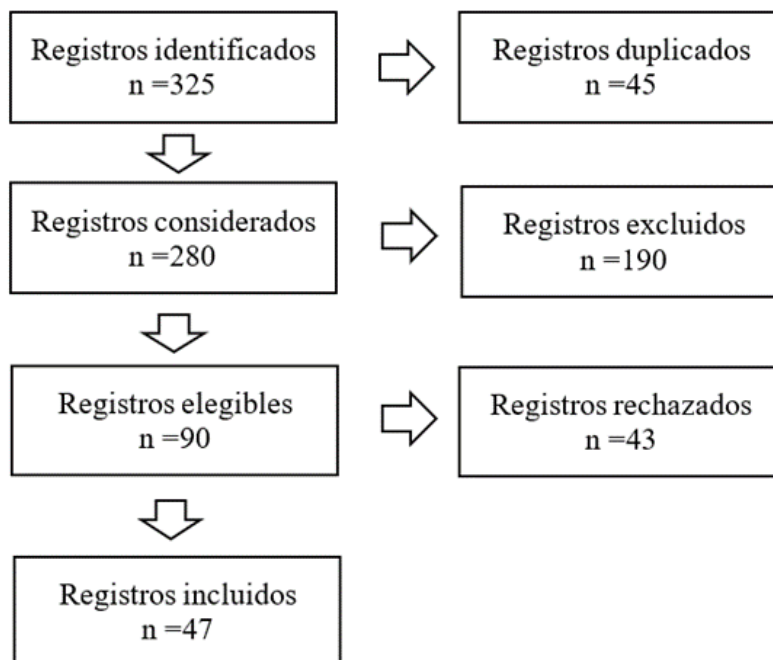 Registros identificados
n =325
Registros duplicados
n =45
Registros considerados
n =280
Registros excluidos
n =190
Registros elegibles
n =90
Registros rechazados
n =43
Registros incluidos
n =47